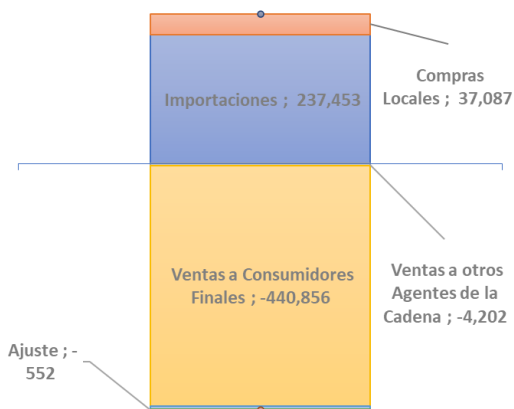 Importaciones ; 237,453
Compras
Locales ; 37,087
Ventas a Consumidores
Finales ; -440,856
Ventas a otros
Agentes de la
Cadena ; -4,202
Ajuste ; -
552